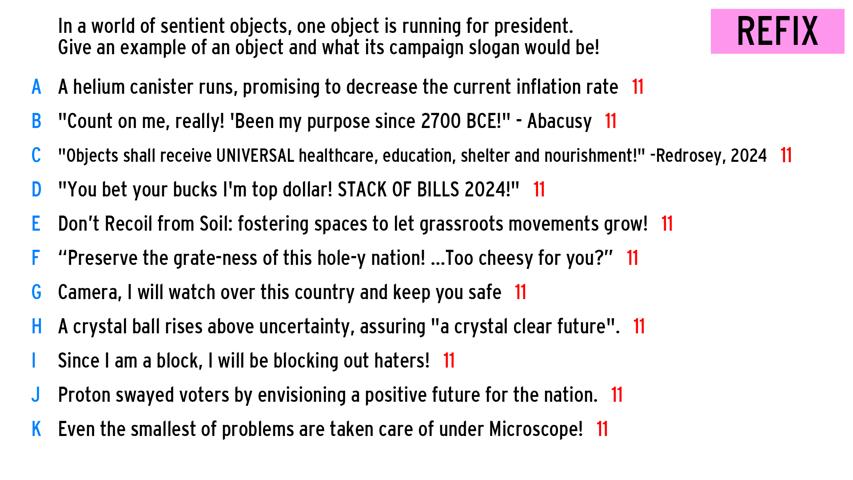 In a world of sentient objects, one object is running for president.
Give an example of an object and what its campaign slogan would be!
REFIX
A A helium canister runs, promising to decrease the current inflation rate 11
B "Count on me, really! 'Been my purpose since 2700 BCE!" - Abacusy 11
C "Objects shall receive UNIVERSAL healthcare, education, shelter and nourishment!" -Redrosey, 2024 11
D "You bet your bucks I'm top dollar! STACK OF BILLS 2024!" 11
E Don’t Recoil from Soil: fostering spaces to let grassroots movements grow! 11
F “Preserve the grate-ness of this hole-y nation! ...Too cheesy for you?” 11
G Camera, I will watch over this country and keep you safe 11
H A crystal ball rises above uncertainty, assuring "a crystal clear future". 11
I Since I am a block, I will be blocking out haters! 11
J Proton swayed voters by envisioning a positive future for the nation. 11
K Even the smallest of problems are taken care of under Microscope! 11